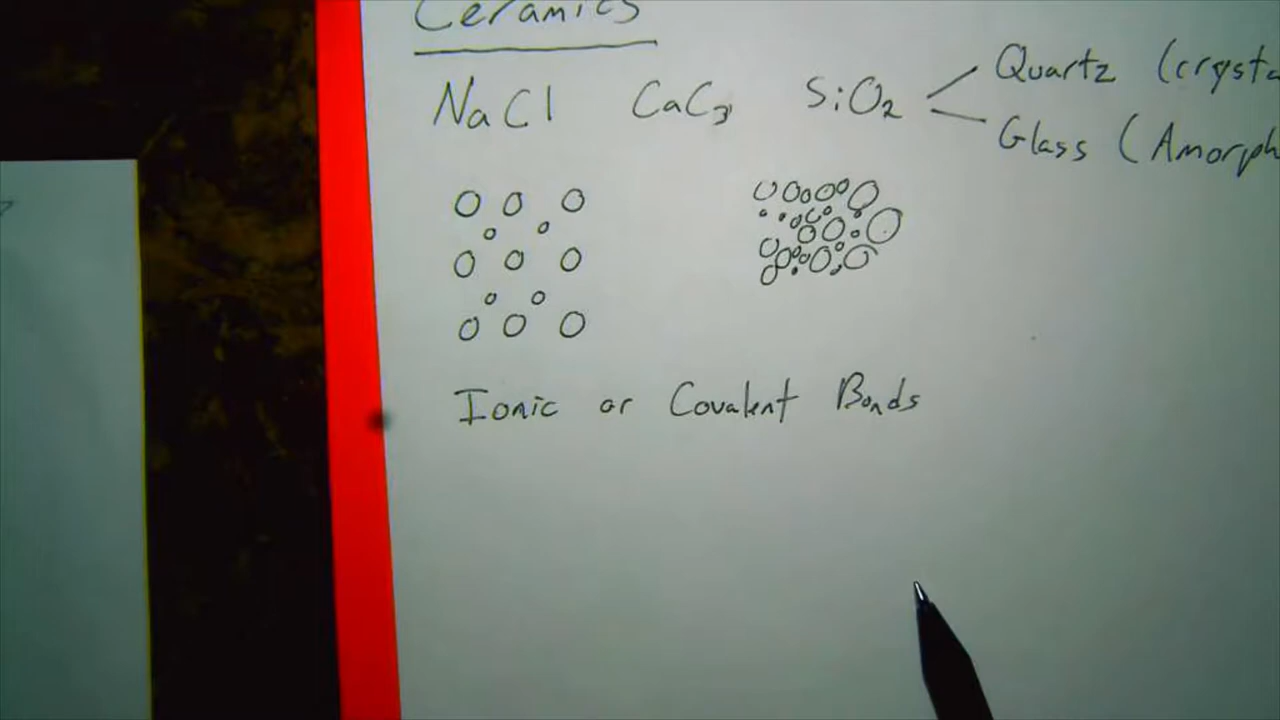 Ceramics
NaCl CaC3 SiO2 Quartz (crysta
Glass (Amorph
Ionic or Covalent Bonds